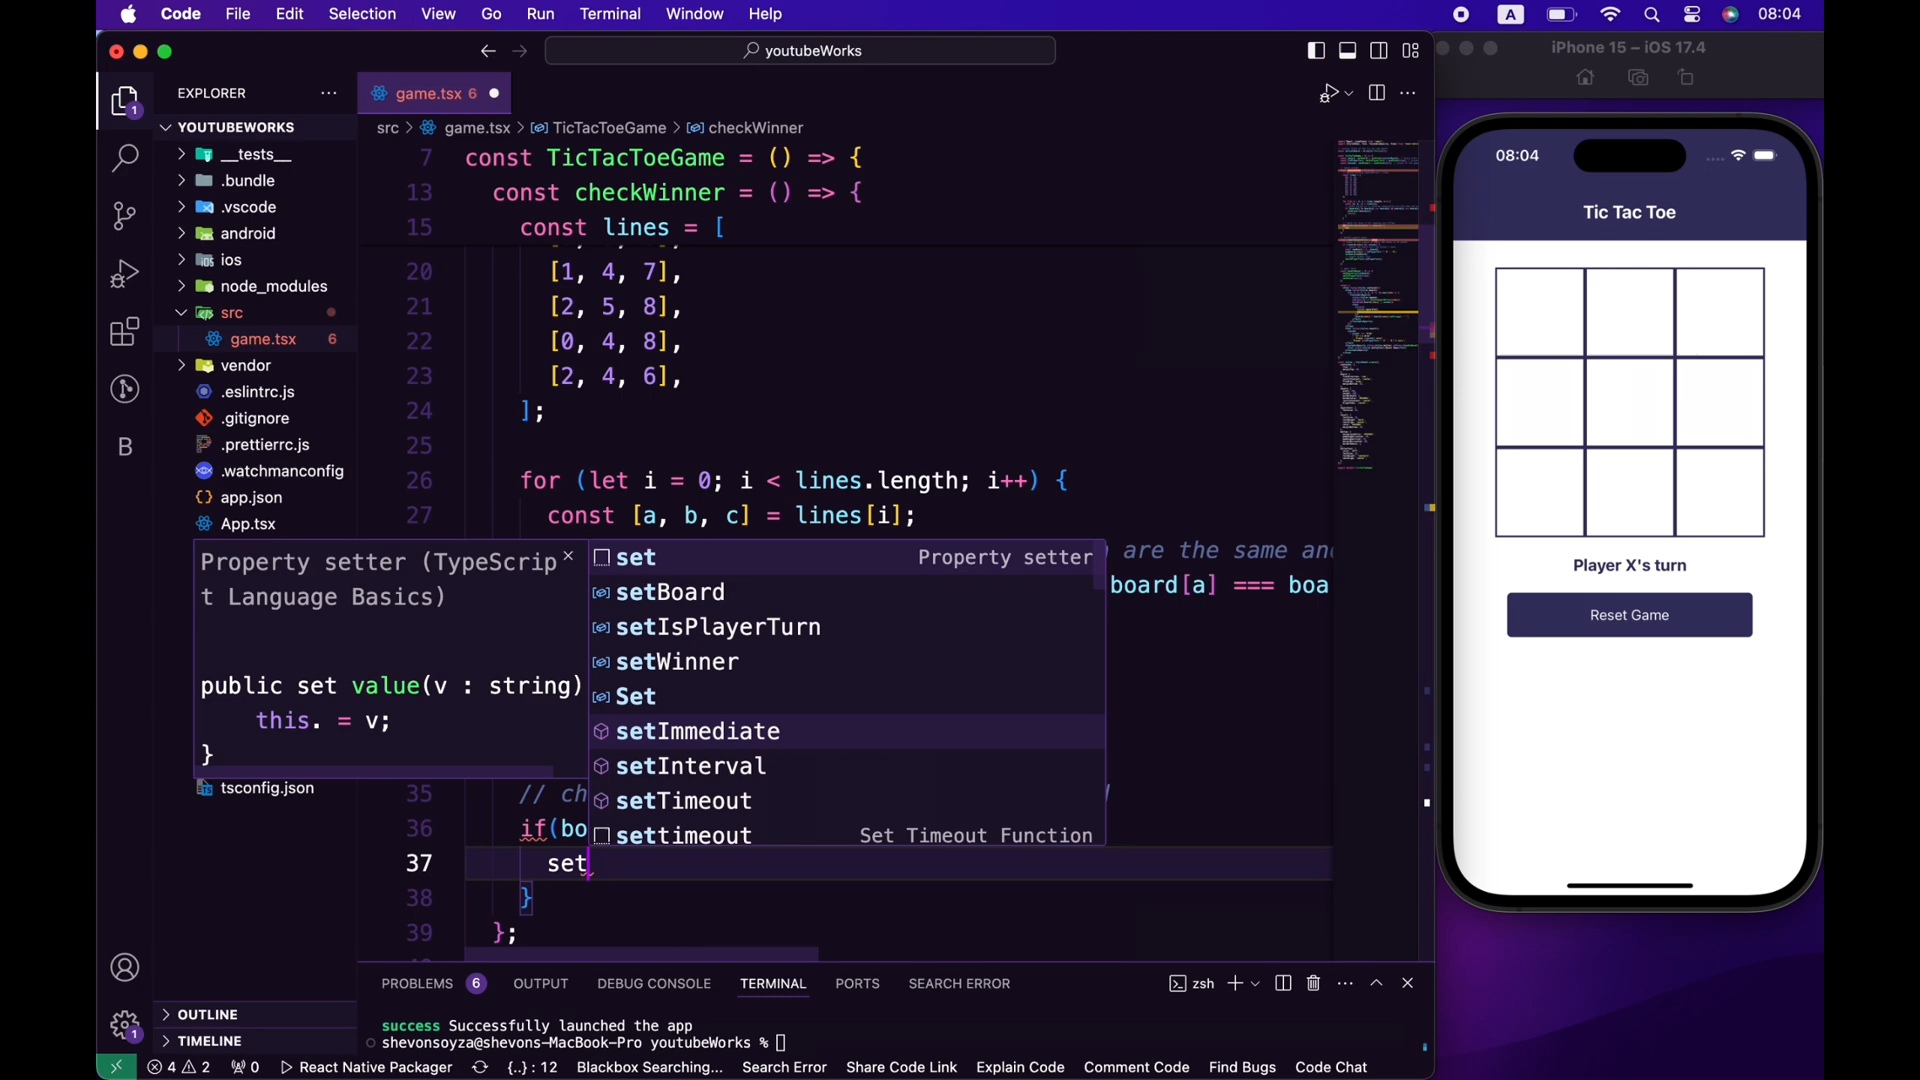 Code File Edit Selection View Go Run Terminal Window Help A 08:04
youtubeWorks
EXPLORER
YOUTUBEWORKS
__tests__
.bundle
.vscode
android
ios
node_modules
src
game.tsx 6
vendor
.eslintrc.js
.gitignore
.prettierrc.js
.watchmanconfig
app.json
App.tsx
tsconfig.json
OUTLINE
TIMELINE
1
B
1
game.tsx 6
src > game.tsx > TicTacToeGame > checkWinner
7 const TicTacToeGame = () => {
13 const checkWinner = () => {
15 const lines = [
20 [1, 4, 7],
21 [2, 5, 8],
22 [0, 4, 8],
23 [2, 4, 6],
24 ];
25
26 for (let i = 0; i < lines.length; i++) {
27 const [a, b, c] = lines[i];
are the same and
board[a] === boa
Property setter (TypeScrip
t Language Basics)
public set value(v : string)
this. = v;
}
set Property setter
setBoard
setIsPlayerTurn
setWinner
Set
setImmediate
setInterval
setTimeout
settimeout Set Timeout Function
35 // ch
36 if(bo
37 set
38 }
39 };
PROBLEMS 6 OUTPUT DEBUG CONSOLE TERMINAL PORTS SEARCH ERROR zsh
success Successfully launched the app
shevonsoyza@shevons-MacBook-Pro youtubeWorks %
4 2 0 React Native Packager {..} : 12 Blackbox Searching... Search Error Share Code Link Explain Code Comment Code Find Bugs Code Chat
iPhone 15 – iOS 17.4
08:04
Tic Tac Toe
Player X's turn
Reset Game